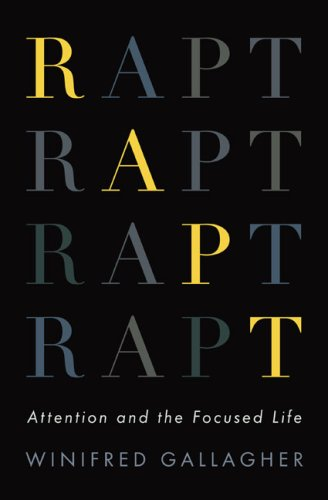 RAPT
RAPT
RAPT
RAPT
Attention and the Focused Life
WINIFRED GALLAGHER